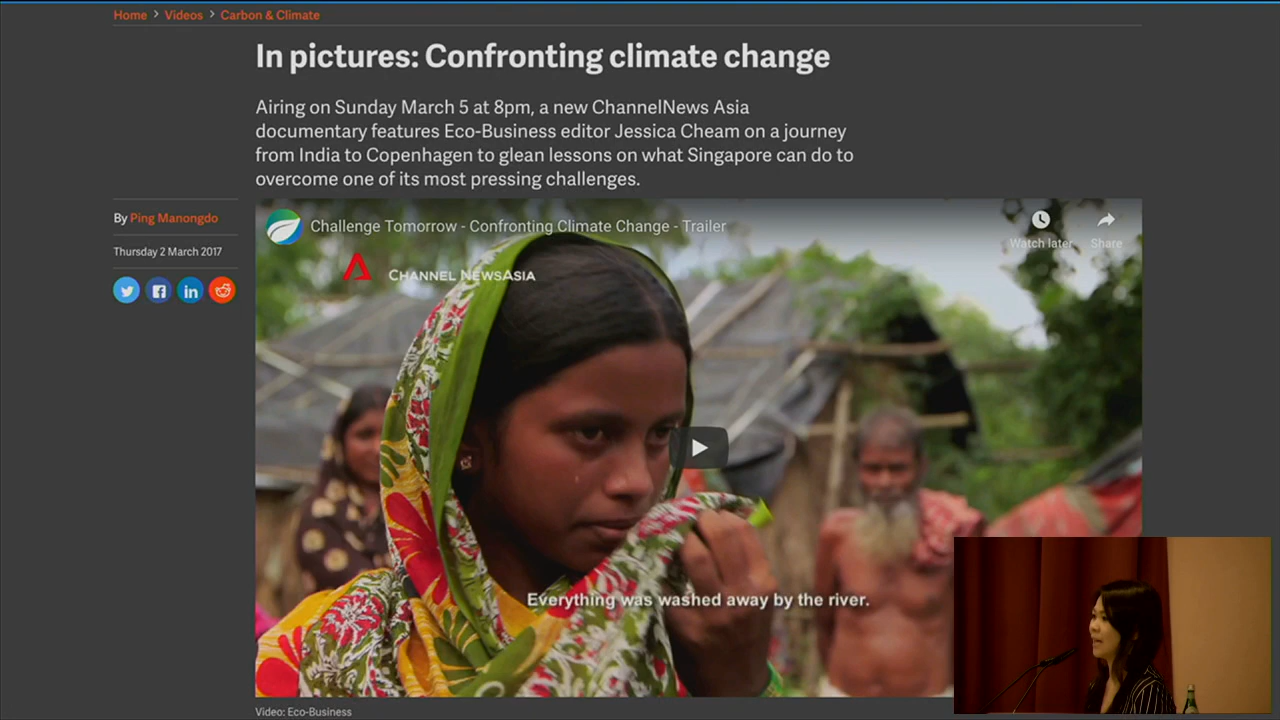 Home > Videos > Carbon & Climate
In pictures: Confronting climate change
Airing on Sunday March 5 at 8pm, a new ChannelNews Asia
documentary features Eco-Business editor Jessica Cheam on a journey
from India to Copenhagen to glean lessons on what Singapore can do to
overcome one of its most pressing challenges.
By Ping Manongdo
Thursday 2 March 2017
Challenge Tomorrow - Confronting Climate Change - Trailer
Watch later
Share
CHANNEL NEWSASIA
Everything was washed away by the river.
Video: Eco-Business